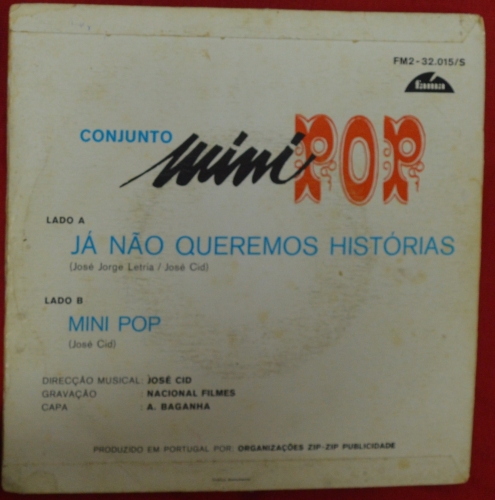 FM2-32.015/S
fama
CONJUNTO mini POP
LADO A
JÁ NÃO QUEREMOS HISTÓRIAS
(José Jorge Letria / José Cid)
LADO B
MINI POP
(José Cid)
DIRECÇÃO MUSICAL: JOSÉ CID
GRAVAÇÃO : NACIONAL FILMES
CAPA : A. BAGANHA
PRODUZIDO EM PORTUGAL POR: ORGANIZAÇÕES ZIP-ZIP PUBLICIDADE